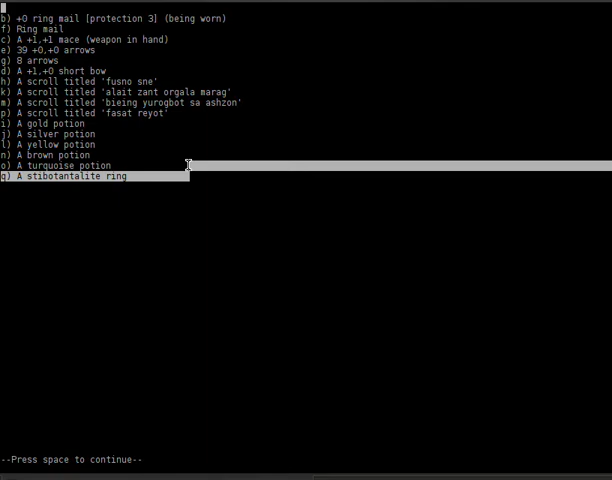 b) +0 ring mail [protection 3] (being worn)
f) Ring mail
c) A +1,+1 mace (weapon in hand)
e) 39 +0,+0 arrows
g) 8 arrows
d) A +1,+0 short bow
h) A scroll titled 'fusno sne'
k) A scroll titled 'alait zant orgala marag'
m) A scroll titled 'bieing yurogbot sa ashzon'
p) A scroll titled 'fasat reyot'
i) A gold potion
j) A silver potion
l) A yellow potion
n) A brown potion
o) A turquoise potion
q) A stibotantalite ring
--Press space to continue--